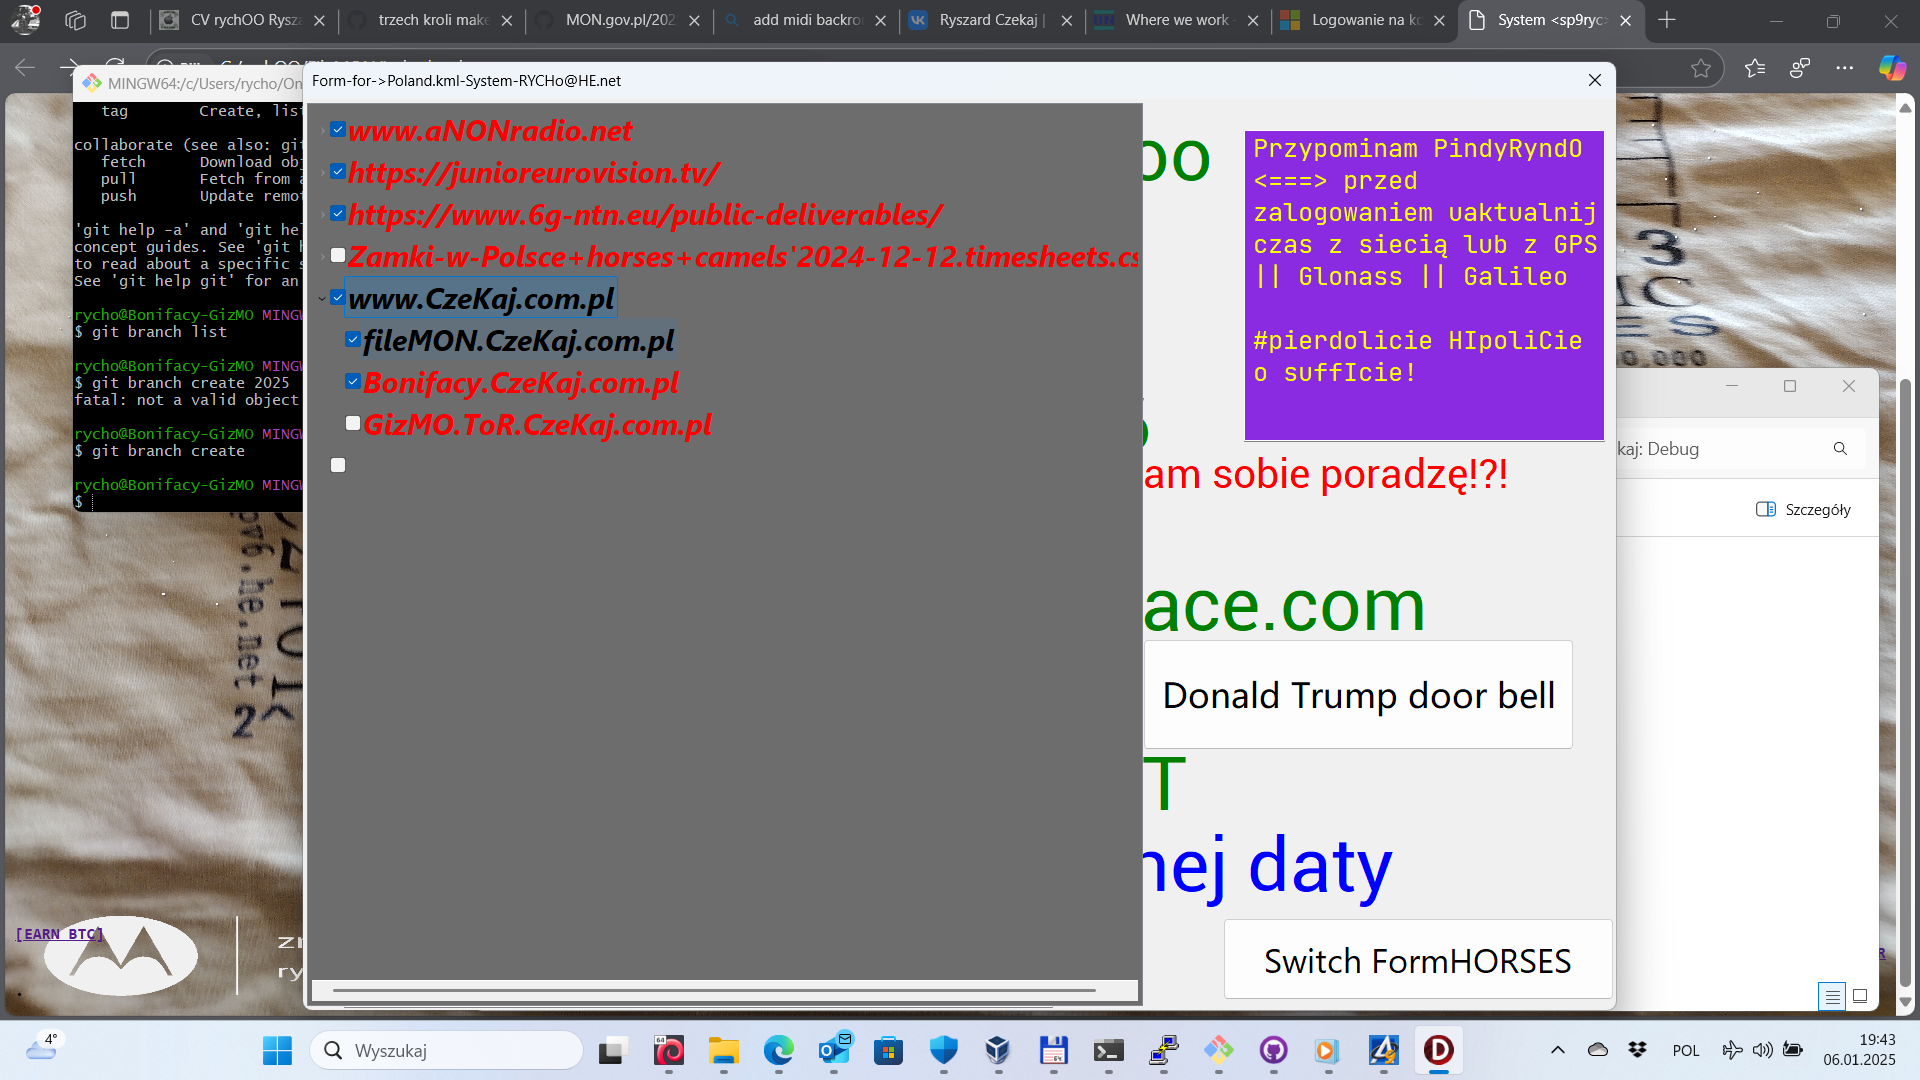 CV rychOO Rysza
trzech kroli make
MON.gov.pl/202
add midi backrou
Ryszard Czekaj |
Where we work -
Logowanie na ko
System <sp9ryc
MINGW64:/c/Users/rycho/On
tag Create, list
collaborate (see also: git
fetch Download obj
pull Fetch from a
push Update remot
'git help -a' and 'git hel
concept guides. See 'git h
to read about a specific s
See 'git help git' for an
rycho@Bonifacy-GizMO MINGW
$ git branch list
rycho@Bonifacy-GizMO MINGW
$ git branch create 2025
fatal: not a valid object
rycho@Bonifacy-GizMO MINGW
$ git branch create
rycho@Bonifacy-GizMO MINGW
$
Form-for->Poland.kml-System-RYCHo@HE.net
www.aNONradio.net
https://junioreurovision.tv/
https://www.6g-ntn.eu/public-deliverables/
Zamki-w-Polsce+horses+camels'2024-12-12.timesheets.cs
www.CzeKaj.com.pl
fileMON.CzeKaj.com.pl
Bonifacy.CzeKaj.com.pl
GizMO.ToR.CzeKaj.com.pl
oo
Przypominam PindyRyndO
<===> przed
zalogowaniem uaktualnij
czas z siecią lub z GPS
|| Glonass || Galileo
#pierdolicie HIpoliCie
o suffIcie!
am sobie poradzę!?!
ace.com
Donald Trump door bell
T
nej daty
Switch FormHORSES
kaj: Debug
Szczegóły
[EARN BTC]
zn
ry
4°
Wyszukaj
POL
19:43
06.01.2025